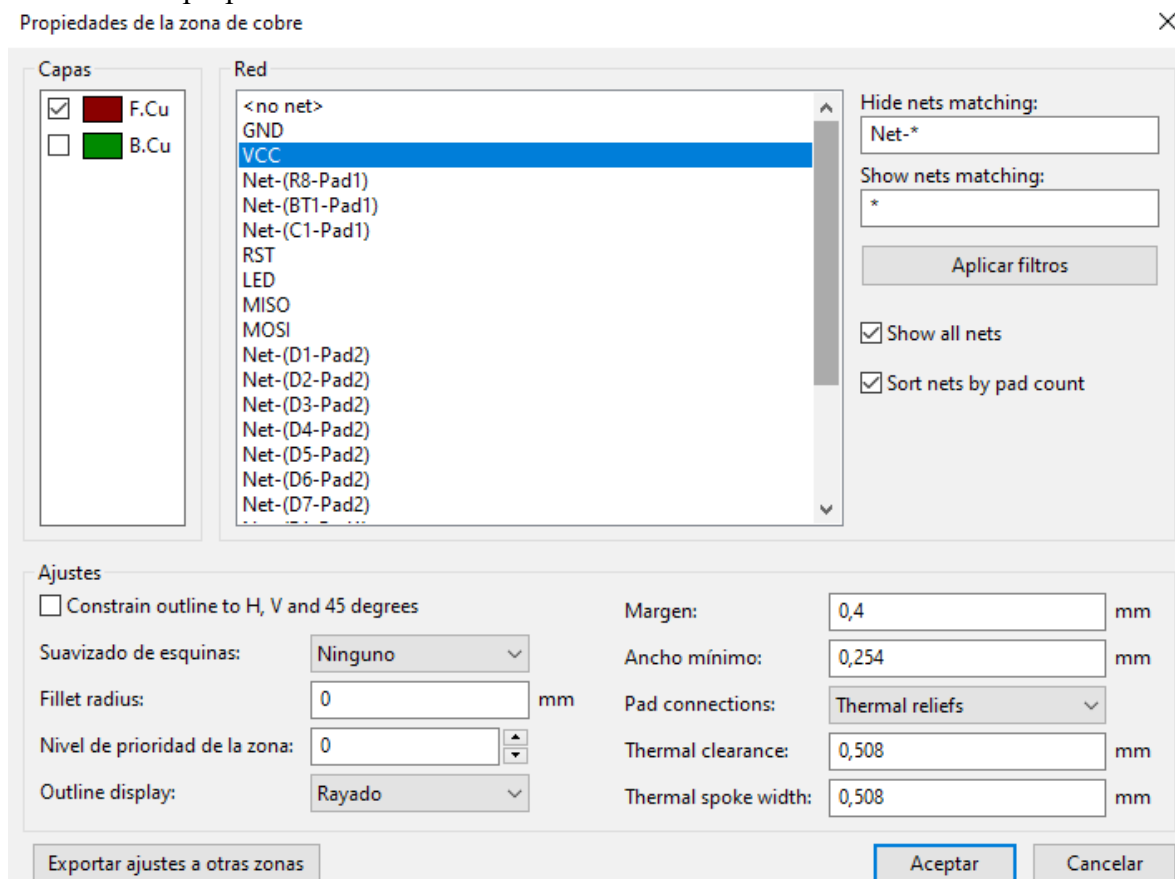 Propiedades de la zona de cobre
Capas
F.Cu
B.Cu
Red
<no net>
GND
VCC
Net-(R8-Pad1)
Net-(BT1-Pad1)
Net-(C1-Pad1)
RST
LED
MISO
MOSI
Net-(D1-Pad2)
Net-(D2-Pad2)
Net-(D3-Pad2)
Net-(D4-Pad2)
Net-(D5-Pad2)
Net-(D6-Pad2)
Net-(D7-Pad2)
Hide nets matching:
Net-*
Show nets matching:
*
Aplicar filtros
Show all nets
Sort nets by pad count
Ajustes
Constrain outline to H, V and 45 degrees
Suavizado de esquinas: Ninguno
Fillet radius: 0 mm
Nivel de prioridad de la zona: 0
Outline display: Rayado
Margen: 0,4 mm
Ancho mínimo: 0,254 mm
Pad connections: Thermal reliefs
Thermal clearance: 0,508 mm
Thermal spoke width: 0,508 mm
Exportar ajustes a otras zonas
Aceptar
Cancelar